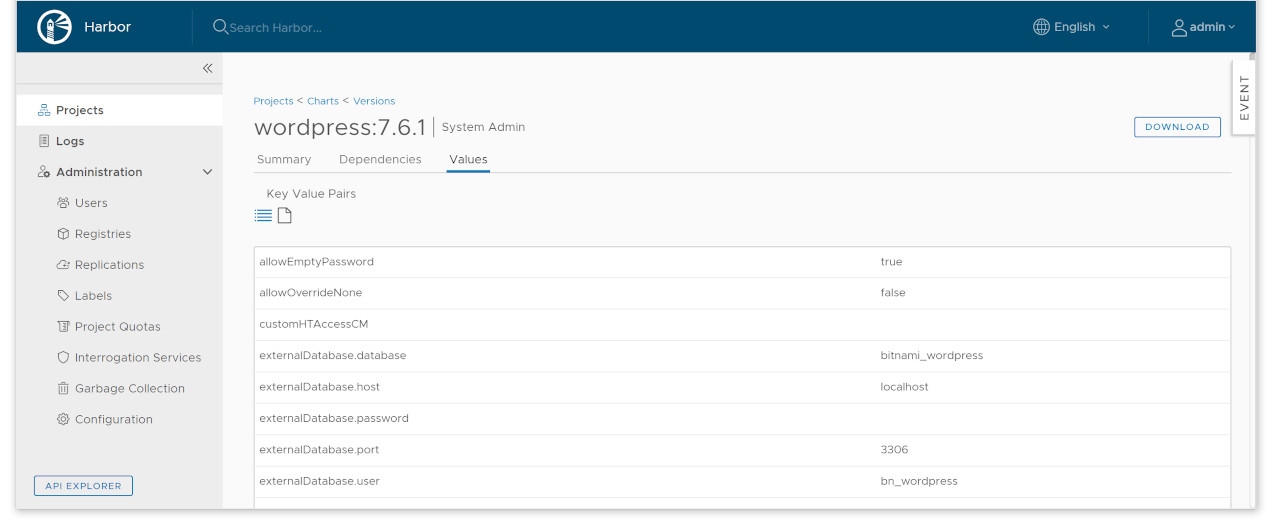 Harbor
Search Harbor...
English
admin
EVENT
Projects
Logs
Administration
Users
Registries
Replications
Labels
Project Quotas
Interrogation Services
Garbage Collection
Configuration
API EXPLORER
Projects < Charts < Versions
wordpress:7.6.1 | System Admin
DOWNLOAD
Summary Dependencies Values
Key Value Pairs
allowEmptyPassword true
allowOverrideNone false
customHTAccessCM
externalDatabase.database bitnami_wordpress
externalDatabase.host localhost
externalDatabase.password
externalDatabase.port 3306
externalDatabase.user bn_wordpress